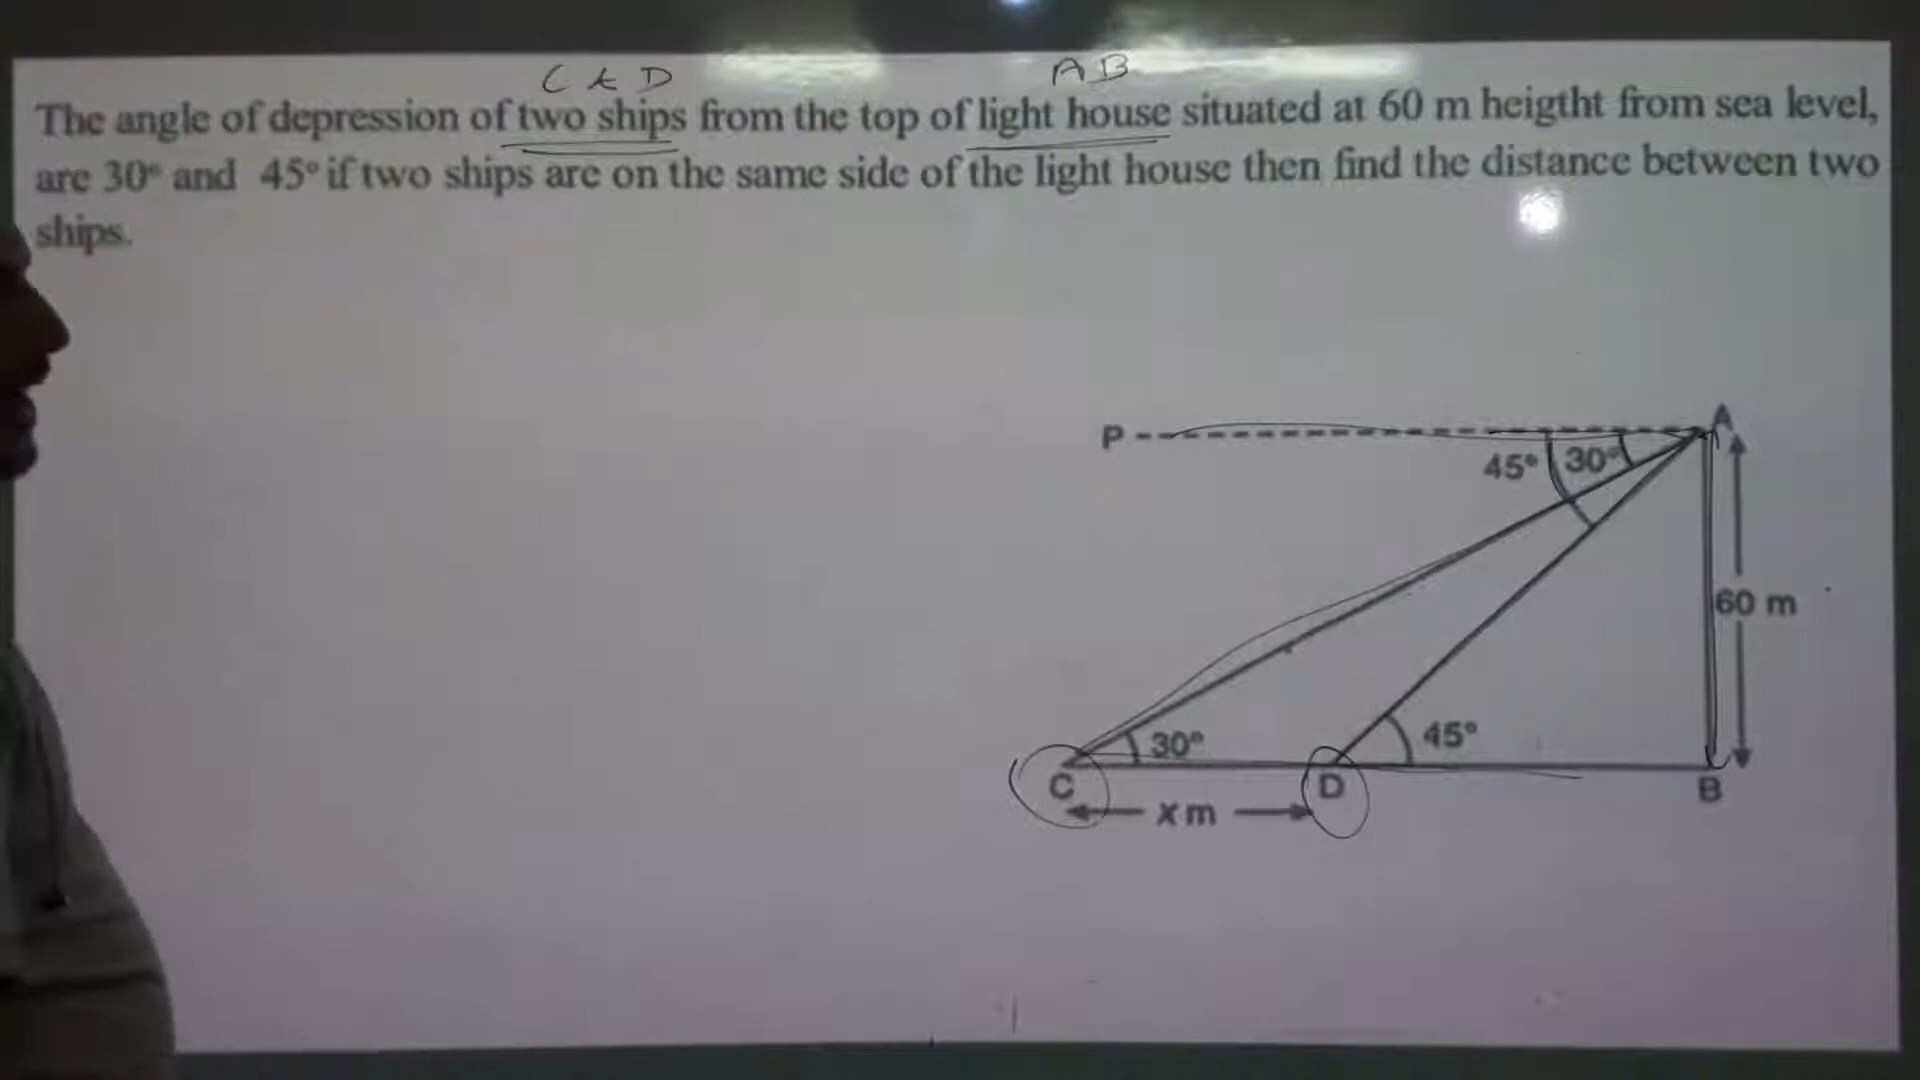 C & D
AB
The angle of depression of two ships from the top of light house situated at 60 m heigtht from sea level,
are 30° and 45° if two ships are on the same side of the light house then find the distance between two
ships.
A
P
45° 30°
60 m
30° 45°
C D B
x m